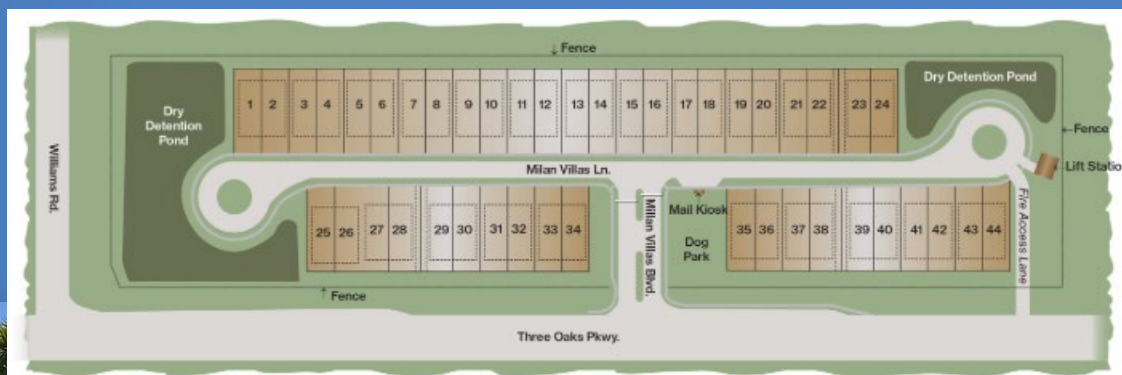 ↓ Fence
Dry Detention Pond
Dry
Detention
Pond
1 2 3 4 5 6 7 8 9 10 11 12 13 14 15 16 17 18 19 20 21 22 23 24
←Fence
Williams Rd.
Milan Villas Ln.
Lift Statio
Mail Kiosk
Millan Villas Blvd.
Fire Access Lane
25 26 27 28 29 30 31 32 33 34
Dog
Park
35 36 37 38 39 40 41 42 43 44
↑ Fence
Three Oaks Pkwy.